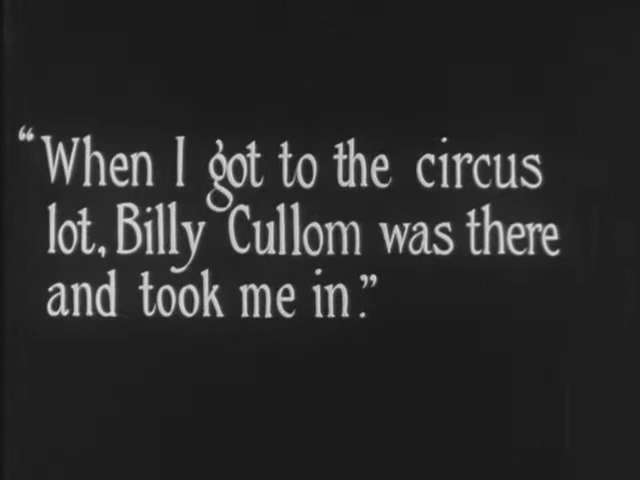 “When I got to the circus
lot, Billy Cullom was there
and took me in.”